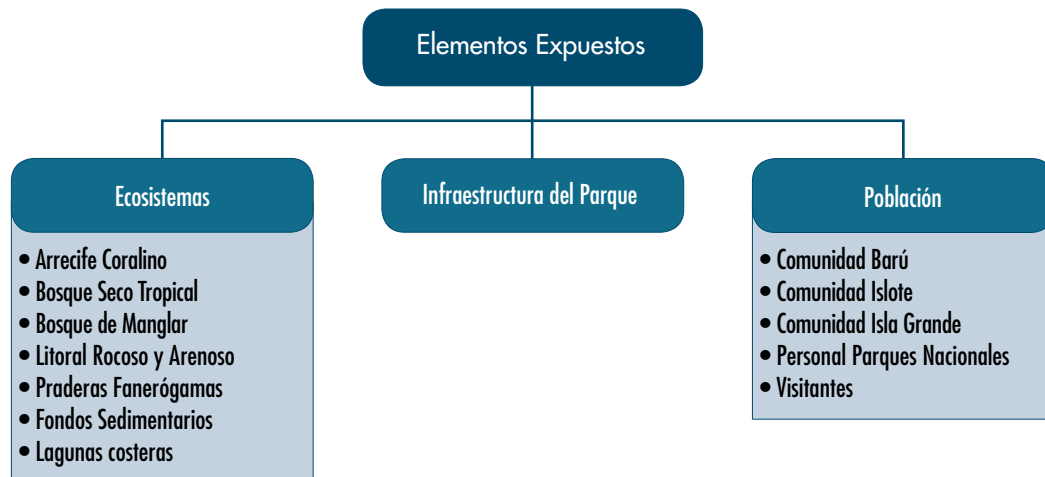 Elementos Expuestos
Ecosistemas
• Arrecife Coralino
• Bosque Seco Tropical
• Bosque de Manglar
• Litoral Rocoso y Arenoso
• Praderas Fanerógamas
• Fondos Sedimentarios
• Lagunas costeras
Infraestructura del Parque
Población
• Comunidad Barú
• Comunidad Islote
• Comunidad Isla Grande
• Personal Parques Nacionales
• Visitantes